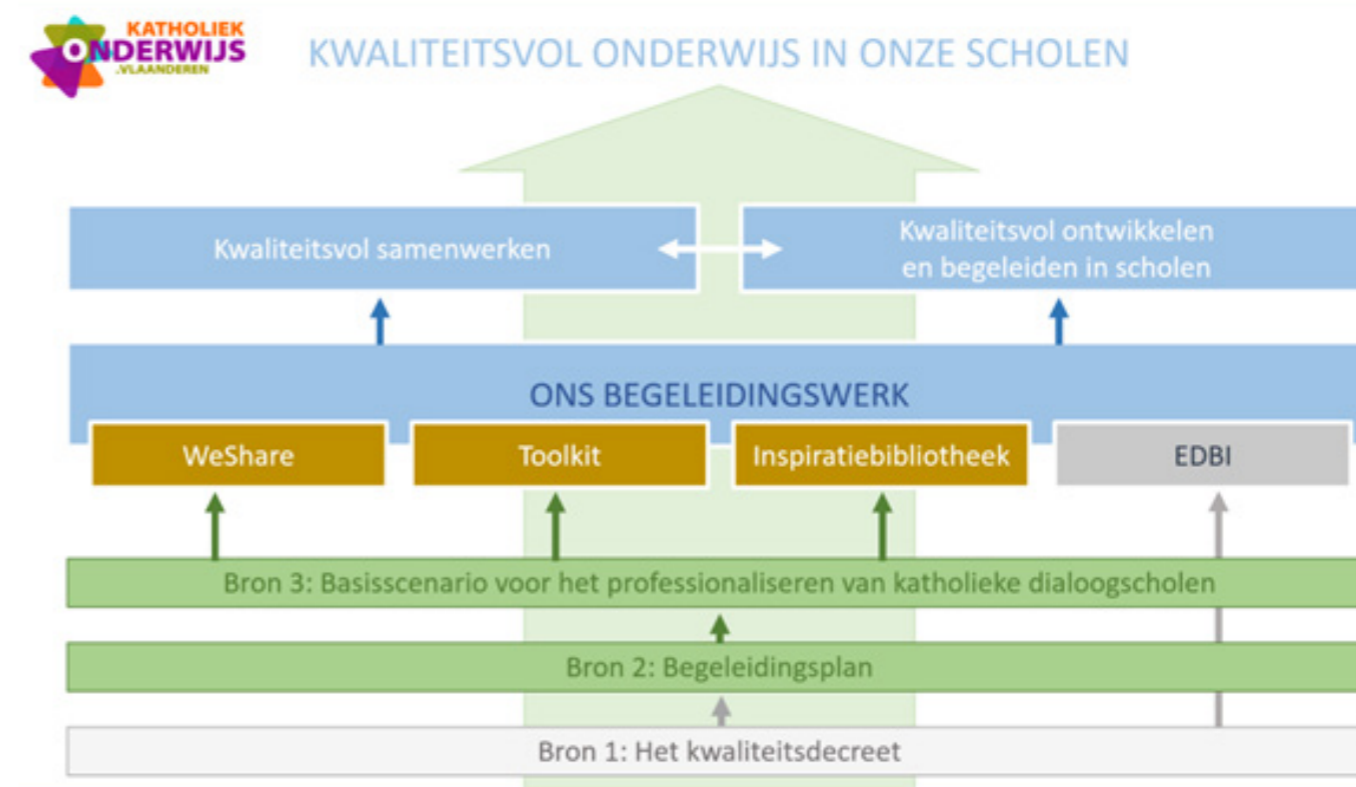 KATHOLIEK
ONDERWIJS
.VLAANDEREN
KWALITEITSVOL ONDERWIJS IN ONZE SCHOLEN
Kwaliteitsvol samenwerken
Kwaliteitsvol ontwikkelen
en begeleiden in scholen
ONS BEGELEIDINGSWERK
WeShare
Toolkit
Inspiratiebibliotheek
EDBI
Bron 3: Basisscenario voor het professionaliseren van katholieke dialoogscholen
Bron 2: Begeleidingsplan
Bron 1: Het kwaliteitsdecreet